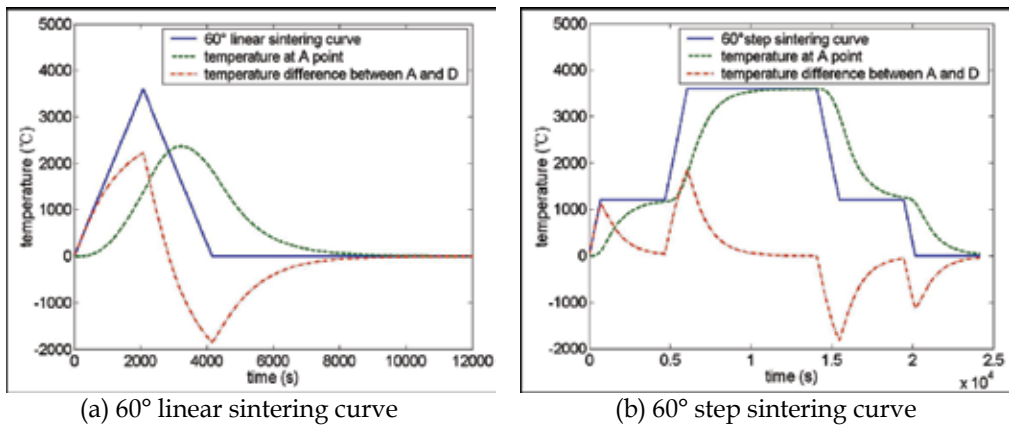 5000
4000
3000
2000
1000
0
-1000
-2000
temperature (℃)
60° linear sintering curve
temperature at A point
temperature difference between A and D
0
2000
4000
6000
8000
10000
12000
time (s)
(a) 60° linear sintering curve
5000
4000
3000
2000
1000
0
-1000
-2000
temperature (℃)
60°step sintering curve
temperature at A point
temperature difference between A and D
0
0.5
1
1.5
2
2.5
x 10⁴
time (s)
(b) 60° step sintering curve